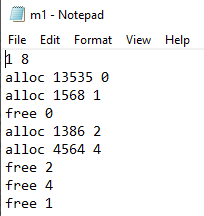 m1 - Notepad
File Edit Format View Help
1 8
alloc 13535 0
alloc 1568 1
free 0
alloc 1386 2
alloc 4564 4
free 2
free 4
free 1